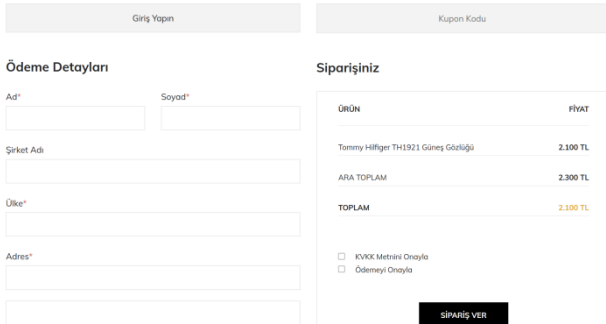 Giriş Yapın
Kupon Kodu
Ödeme Detayları
Ad*
Soyad*
Şirket Adı
Ülke*
Adres*
Siparişiniz
ÜRÜN FİYAT
Tommy Hilfiger TH1921 Güneş Gözlüğü 2.100 TL
ARA TOPLAM 2.300 TL
TOPLAM 2.100 TL
KVKK Metnini Onayla
Ödemeyi Onayla
SİPARİŞ VER